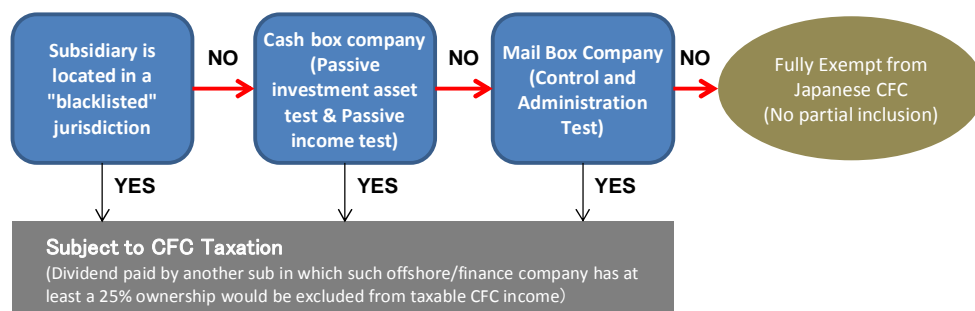 Subsidiary is
located in a
"blacklisted"
jurisdiction
NO
Cash box company
(Passive
investment asset
test & Passive
income test)
NO
Mail Box Company
(Control and
Administration
Test)
NO
Fully Exempt from
Japanese CFC
(No partial inclusion)
YES
YES
YES
Subject to CFC Taxation
(Dividend paid by another sub in which such offshore/finance company has at
least a 25% ownership would be excluded from taxable CFC income)